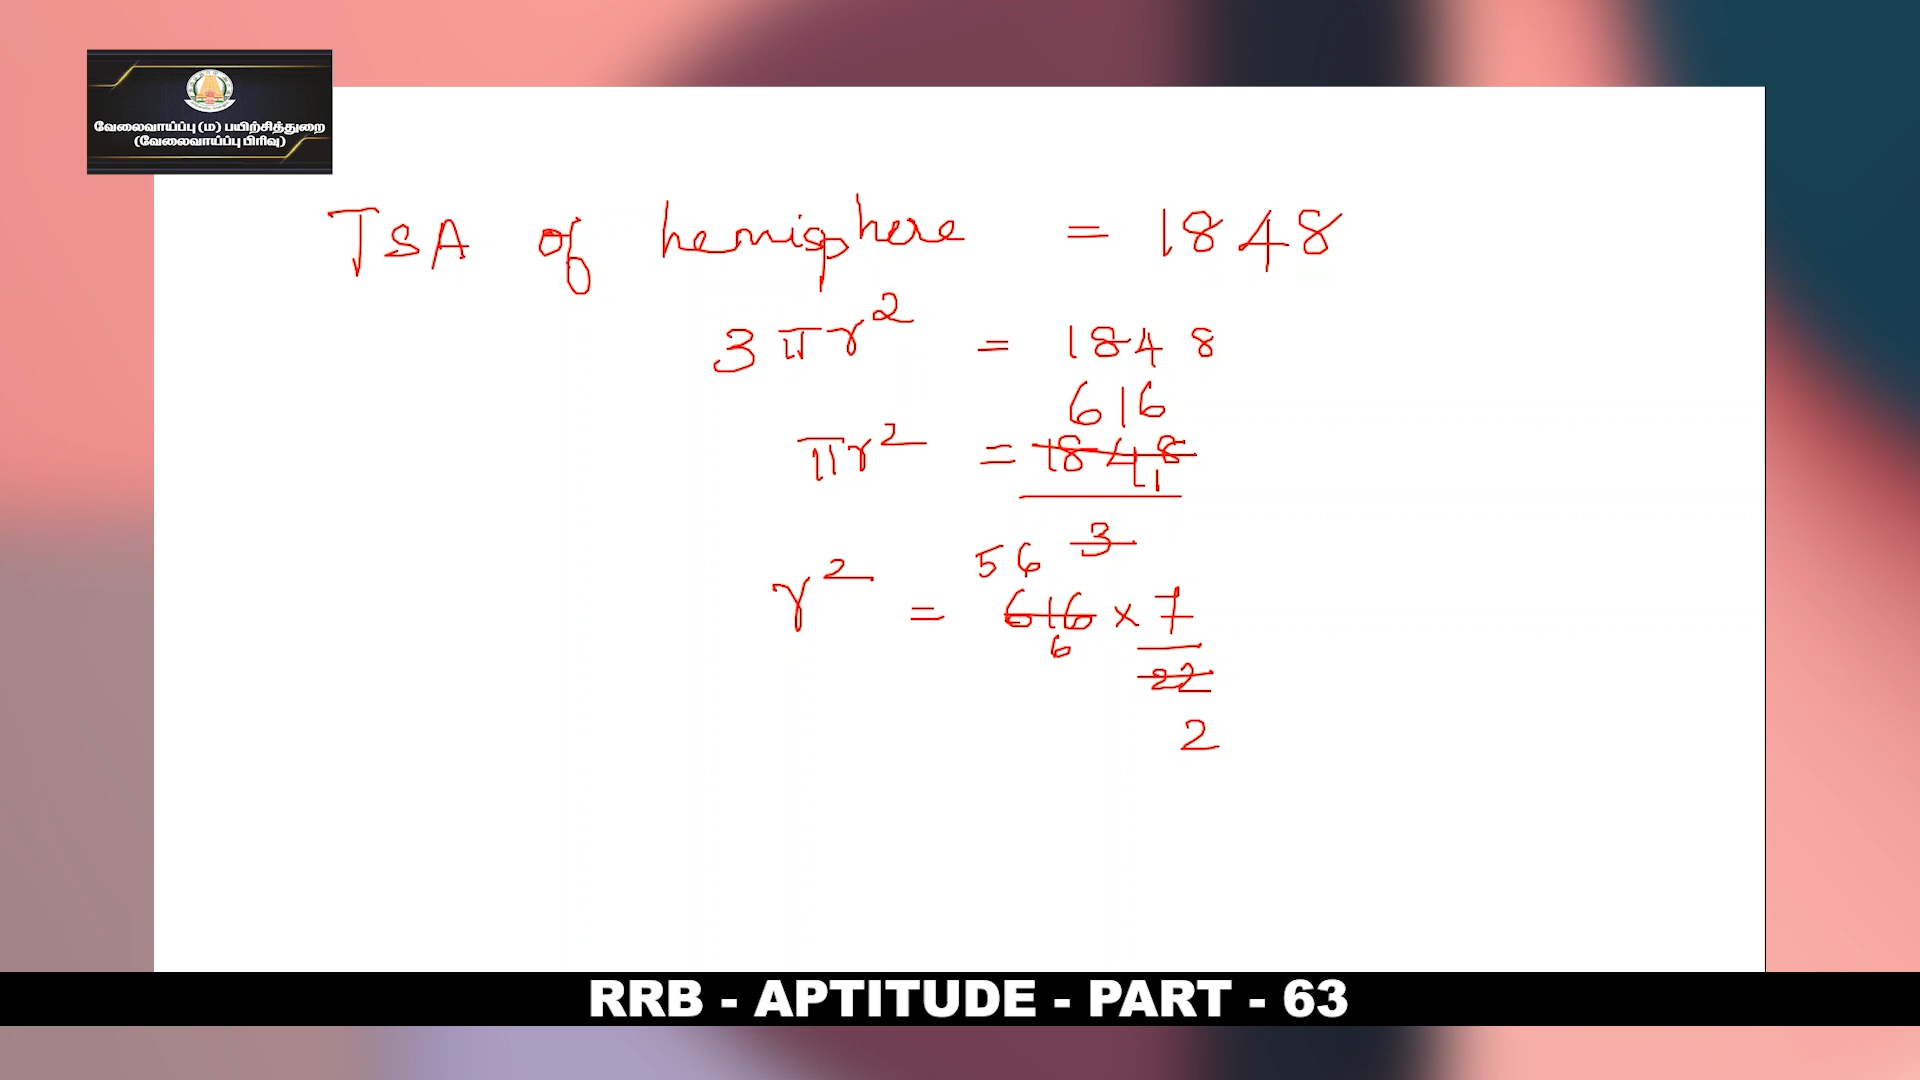 வேலைவாய்ப்பு (ம) பயிற்சித்துறை
(வேலைவாய்ப்பு பிரிவு)
TSA of hemisphere = 1848
3πr² = 1848
616
πr² = 1848
1
3
56
r² = 616 × 7
6
22
2
RRB - APTITUDE - PART - 63